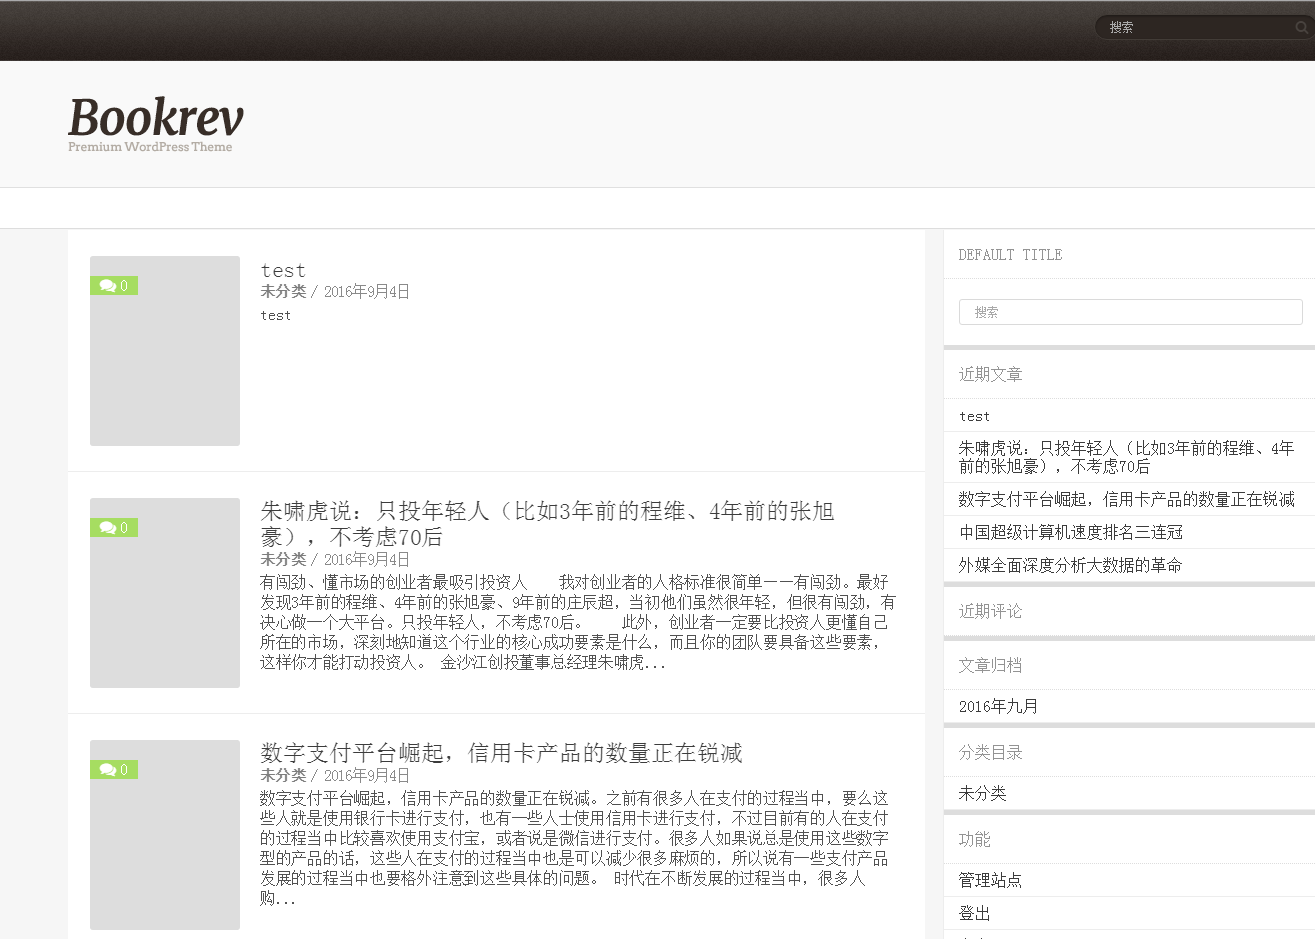 搜索
Bookrev
Premium WordPress Theme
0
test
未分类 / 2016年9月4日
test
0
朱啸虎说：只投年轻人（比如3年前的程维、4年前的张旭
豪），不考虑70后
未分类 / 2016年9月4日
有闯劲、懂市场的创业者最吸引投资人　　我对创业者的人格标准很简单——有闯劲。最好
发现3年前的程维、4年前的张旭豪、9年前的庄辰超，当初他们虽然很年轻，但很有闯劲，有
决心做一个大平台。只投年轻人，不考虑70后。　　此外，创业者一定要比投资人更懂自己
所在的市场，深刻地知道这个行业的核心成功要素是什么，而且你的团队要具备这些要素，
这样你才能打动投资人。 金沙江创投董事总经理朱啸虎...
0
数字支付平台崛起，信用卡产品的数量正在锐减
未分类 / 2016年9月4日
数字支付平台崛起，信用卡产品的数量正在锐减。之前有很多人在支付的过程当中，要么这
些人就是使用银行卡进行支付，也有一些人士使用信用卡进行支付，不过目前有的人在支付
的过程当中比较喜欢使用支付宝，或者说是微信进行支付。很多人如果说总是使用这些数字
型的产品的话，这些人在支付的过程当中也是可以减少很多麻烦的，所以说有一些支付产品
发展的过程当中也要格外注意到这些具体的问题。 时代在不断发展的过程当中，很多人
购...
DEFAULT TITLE
搜索
近期文章
test
朱啸虎说：只投年轻人（比如3年前的程维、4年
前的张旭豪），不考虑70后
数字支付平台崛起，信用卡产品的数量正在锐减
中国超级计算机速度排名三连冠
外媒全面深度分析大数据的革命
近期评论
文章归档
2016年九月
分类目录
未分类
功能
管理站点
登出